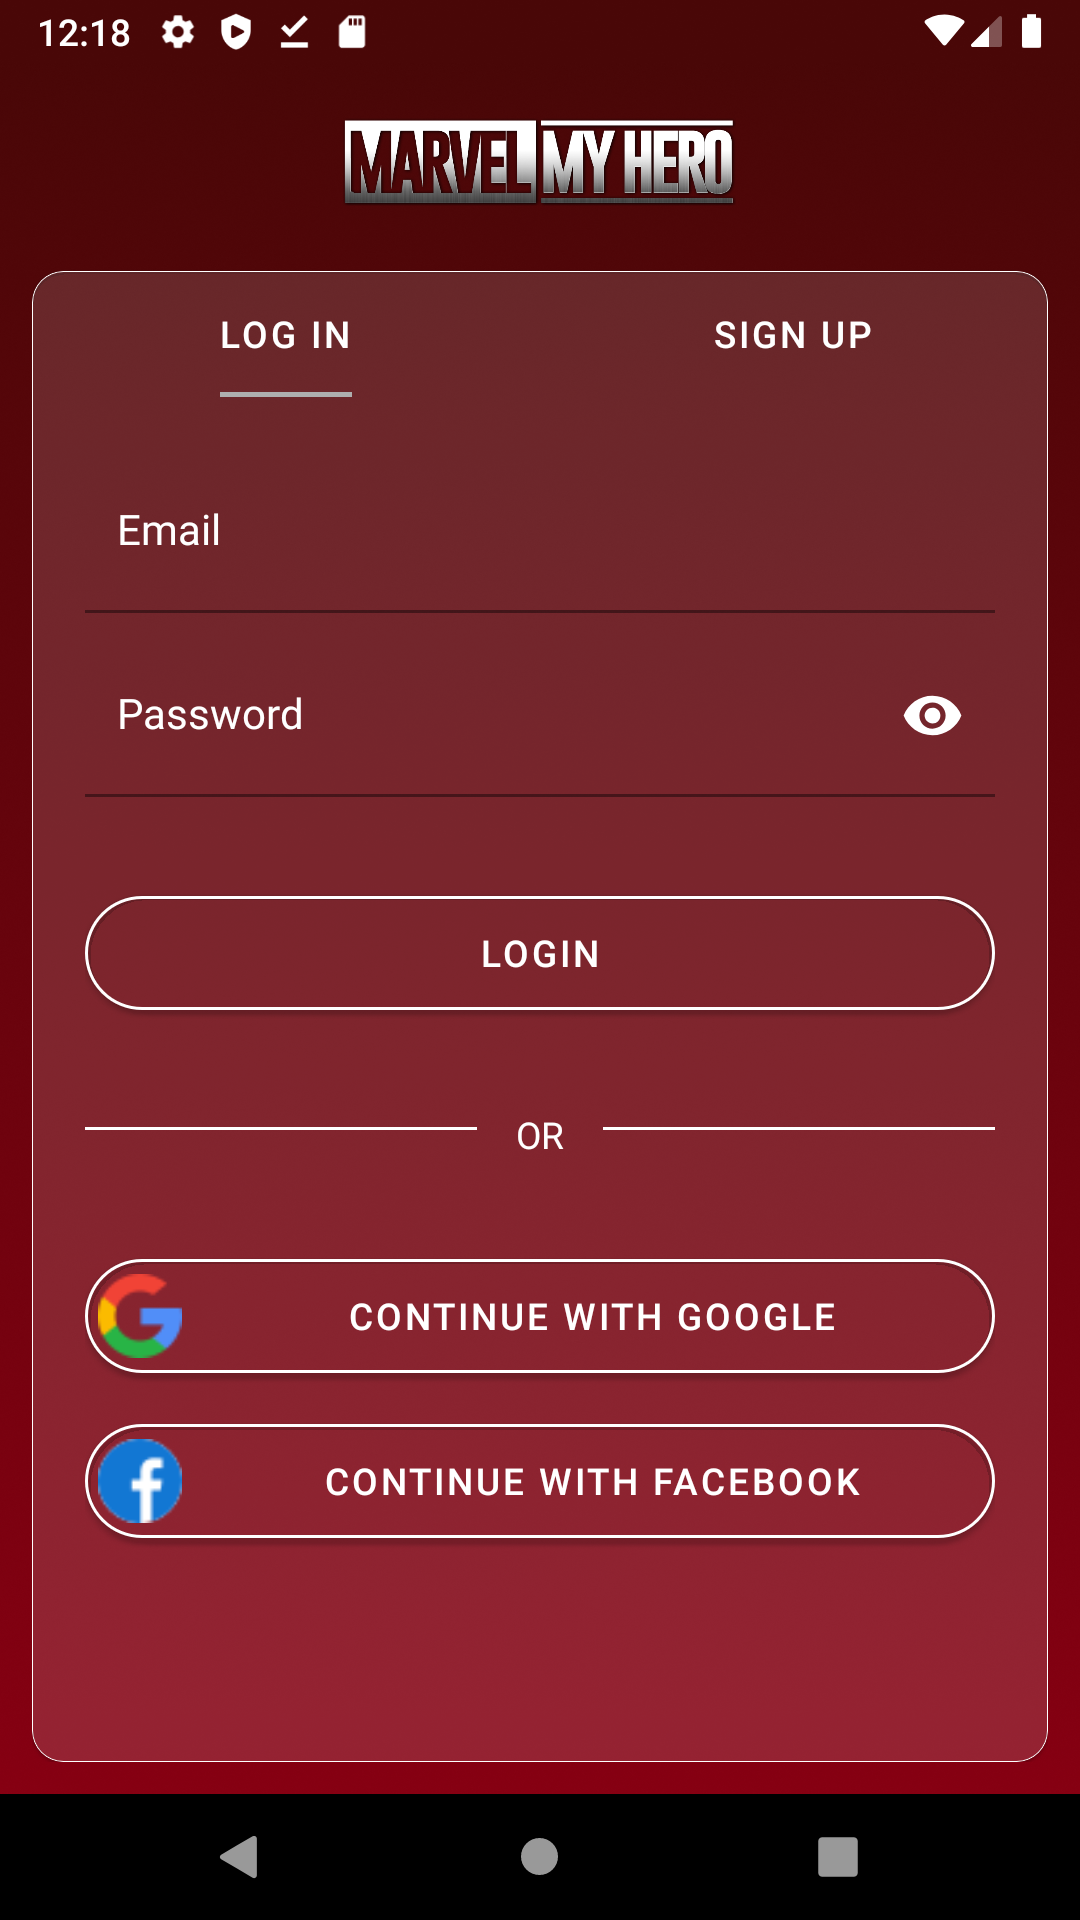 12:18
MARVEL MY HERO
LOG IN
SIGN UP
Email
Password
LOGIN
OR
CONTINUE WITH GOOGLE
CONTINUE WITH FACEBOOK